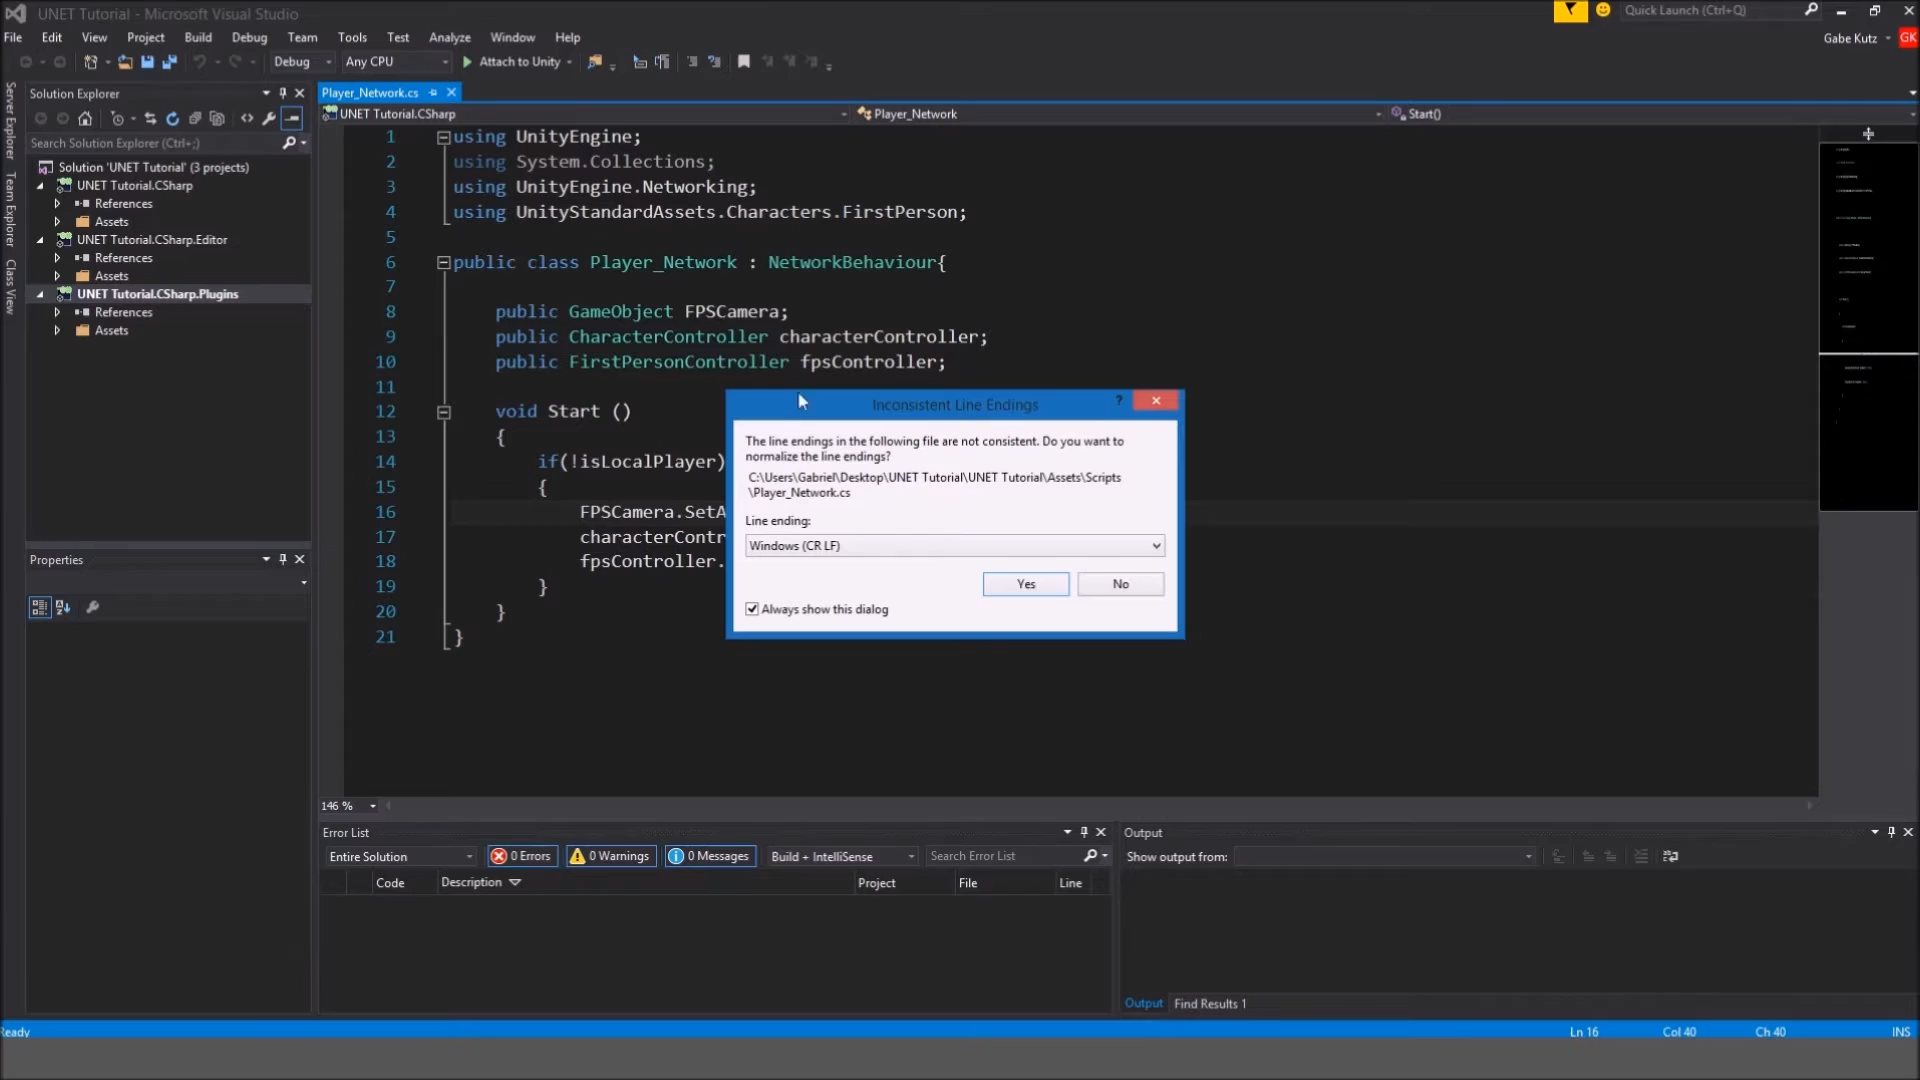 UNET Tutorial - Microsoft Visual Studio
Quick Launch (Ctrl+Q)
File Edit View Project Build Debug Team Tools Test Analyze Window Help
Gabe Kutz GK
Debug Any CPU Attach to Unity
Server Explorer
Team Explorer
Class View
Solution Explorer
Search Solution Explorer (Ctrl+;)
Solution 'UNET Tutorial' (3 projects)
UNET Tutorial.CSharp
References
Assets
UNET Tutorial.CSharp.Editor
References
Assets
UNET Tutorial.CSharp.Plugins
References
Assets
Properties
Player_Network.cs
UNET Tutorial.CSharp Player_Network Start()
1 using UnityEngine;
2 using System.Collections;
3 using UnityEngine.Networking;
4 using UnityStandardAssets.Characters.FirstPerson;
5
6 public class Player_Network : NetworkBehaviour{
7
8 public GameObject FPSCamera;
9 public CharacterController characterController;
10 public FirstPersonController fpsController;
11
12 void Start ()
13 {
14 if(!isLocalPlayer)
15 {
16 FPSCamera.SetA
17 characterContr
18 fpsController.
19 }
20 }
21 }
Inconsistent Line Endings
?
The line endings in the following file are not consistent. Do you want to
normalize the line endings?
C:\Users\Gabriel\Desktop\UNET Tutorial\UNET Tutorial\Assets\Scripts
\Player_Network.cs
Line ending:
Windows (CR LF)
Yes No
Always show this dialog
146 %
Error List
Entire Solution 0 Errors 0 Warnings 0 Messages Build + IntelliSense Search Error List
Code Description Project File Line
Output
Show output from:
Output Find Results 1
Ready Ln 16 Col 40 Ch 40 INS